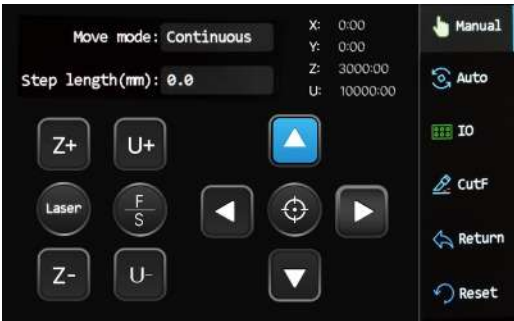 Move mode: Continuous
Step length(mm): 0.0
X: 0:00
Y: 0:00
Z: 3000:00
U: 10000:00
Z+
U+
Laser
F
S
Z-
U-
Manual
Auto
IO
CutF
Return
Reset